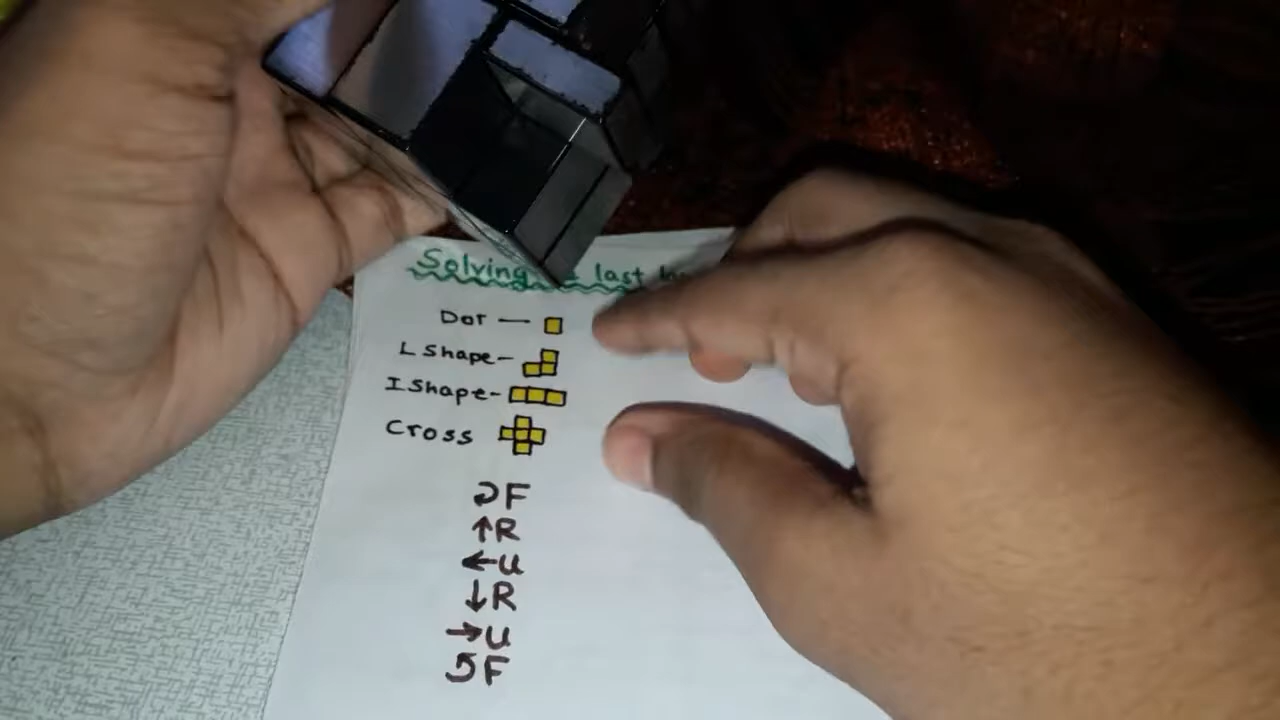 Solving last
Dot —
L Shape -
I Shape -
Cross
F
↑R
←U
↓R
→U
F